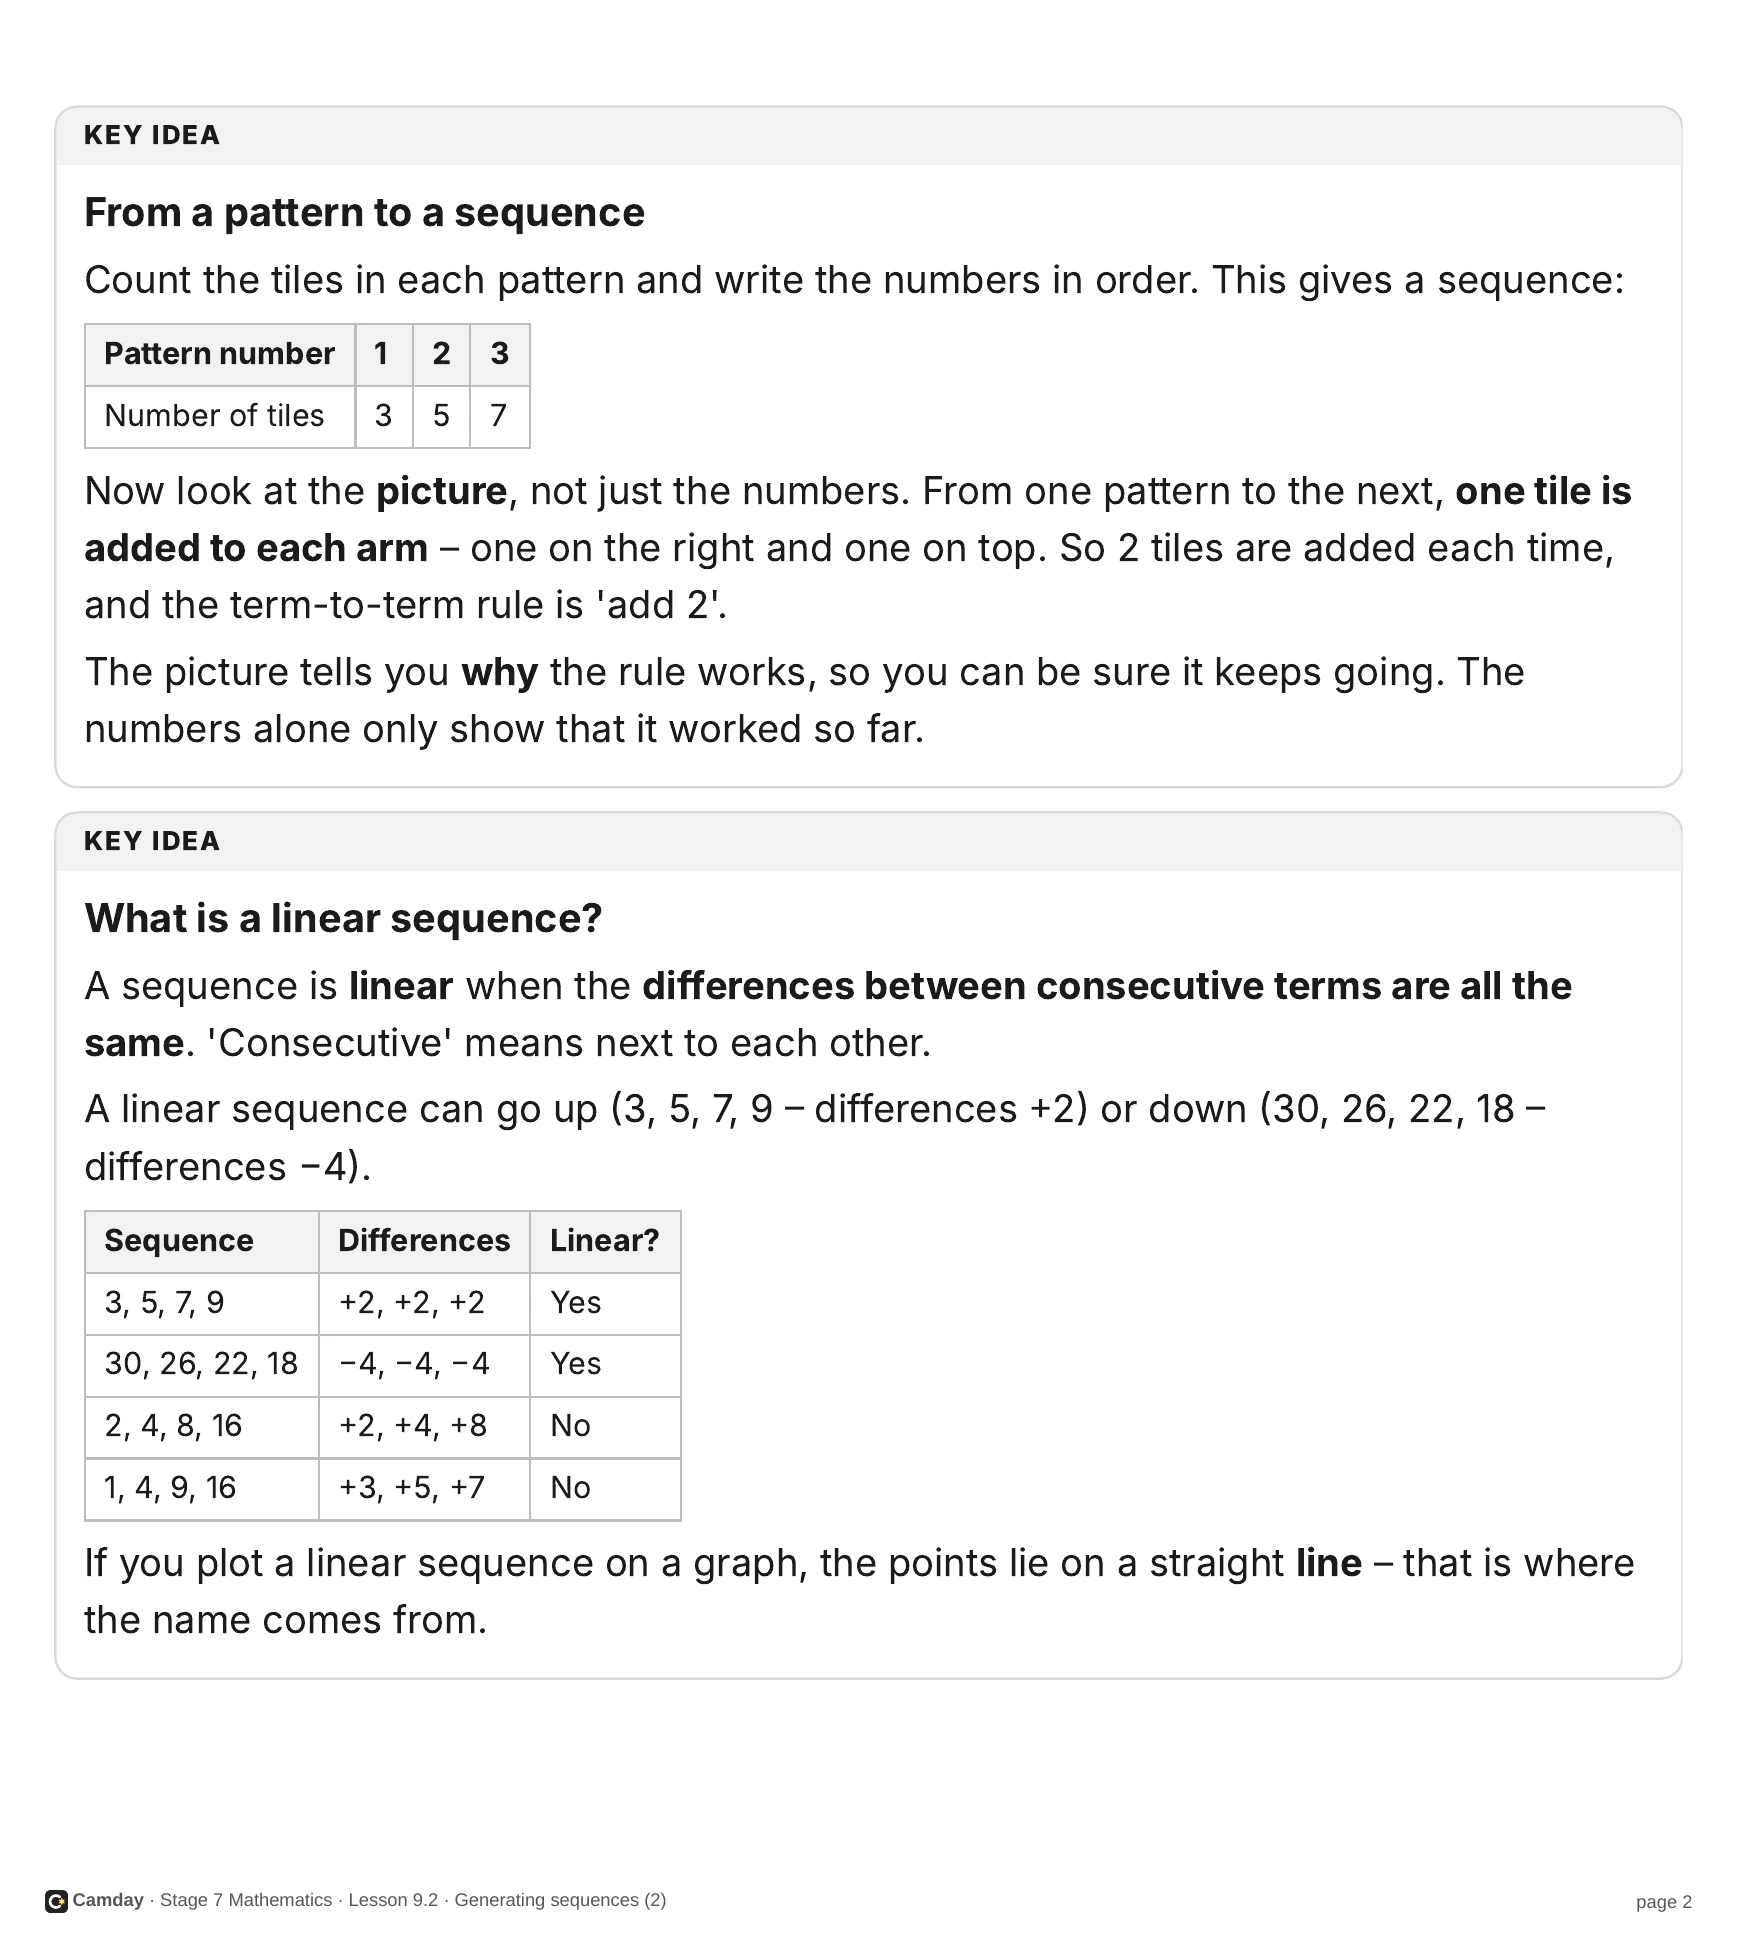 KEY IDEA
From a pattern to a sequence
Count the tiles in each pattern and write the numbers in order. This gives a sequence:
Pattern number 1 2 3
Number of tiles 3 5 7
Now look at the picture, not just the numbers. From one pattern to the next, one tile is
added to each arm – one on the right and one on top. So 2 tiles are added each time,
and the term-to-term rule is 'add 2'.
The picture tells you why the rule works, so you can be sure it keeps going. The
numbers alone only show that it worked so far.
KEY IDEA
What is a linear sequence?
A sequence is linear when the differences between consecutive terms are all the
same. 'Consecutive' means next to each other.
A linear sequence can go up (3, 5, 7, 9 – differences +2) or down (30, 26, 22, 18 –
differences −4).
Sequence Differences Linear?
3, 5, 7, 9 +2, +2, +2 Yes
30, 26, 22, 18 −4, −4, −4 Yes
2, 4, 8, 16 +2, +4, +8 No
1, 4, 9, 16 +3, +5, +7 No
If you plot a linear sequence on a graph, the points lie on a straight line – that is where
the name comes from.
Camday · Stage 7 Mathematics · Lesson 9.2 · Generating sequences (2) page 2